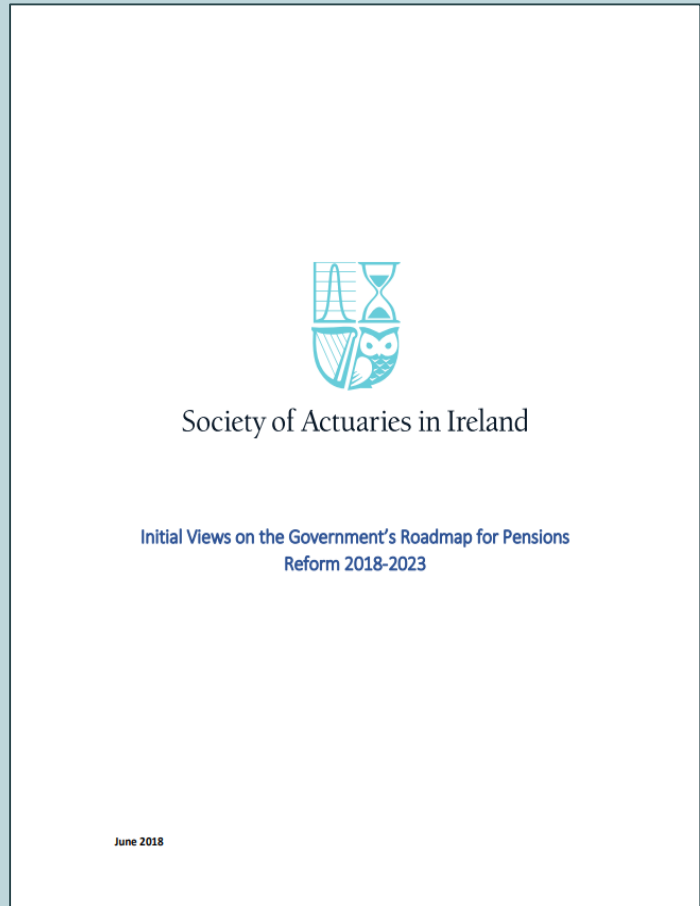 Society of Actuaries in Ireland
Initial Views on the Government’s Roadmap for Pensions
Reform 2018-2023
June 2018